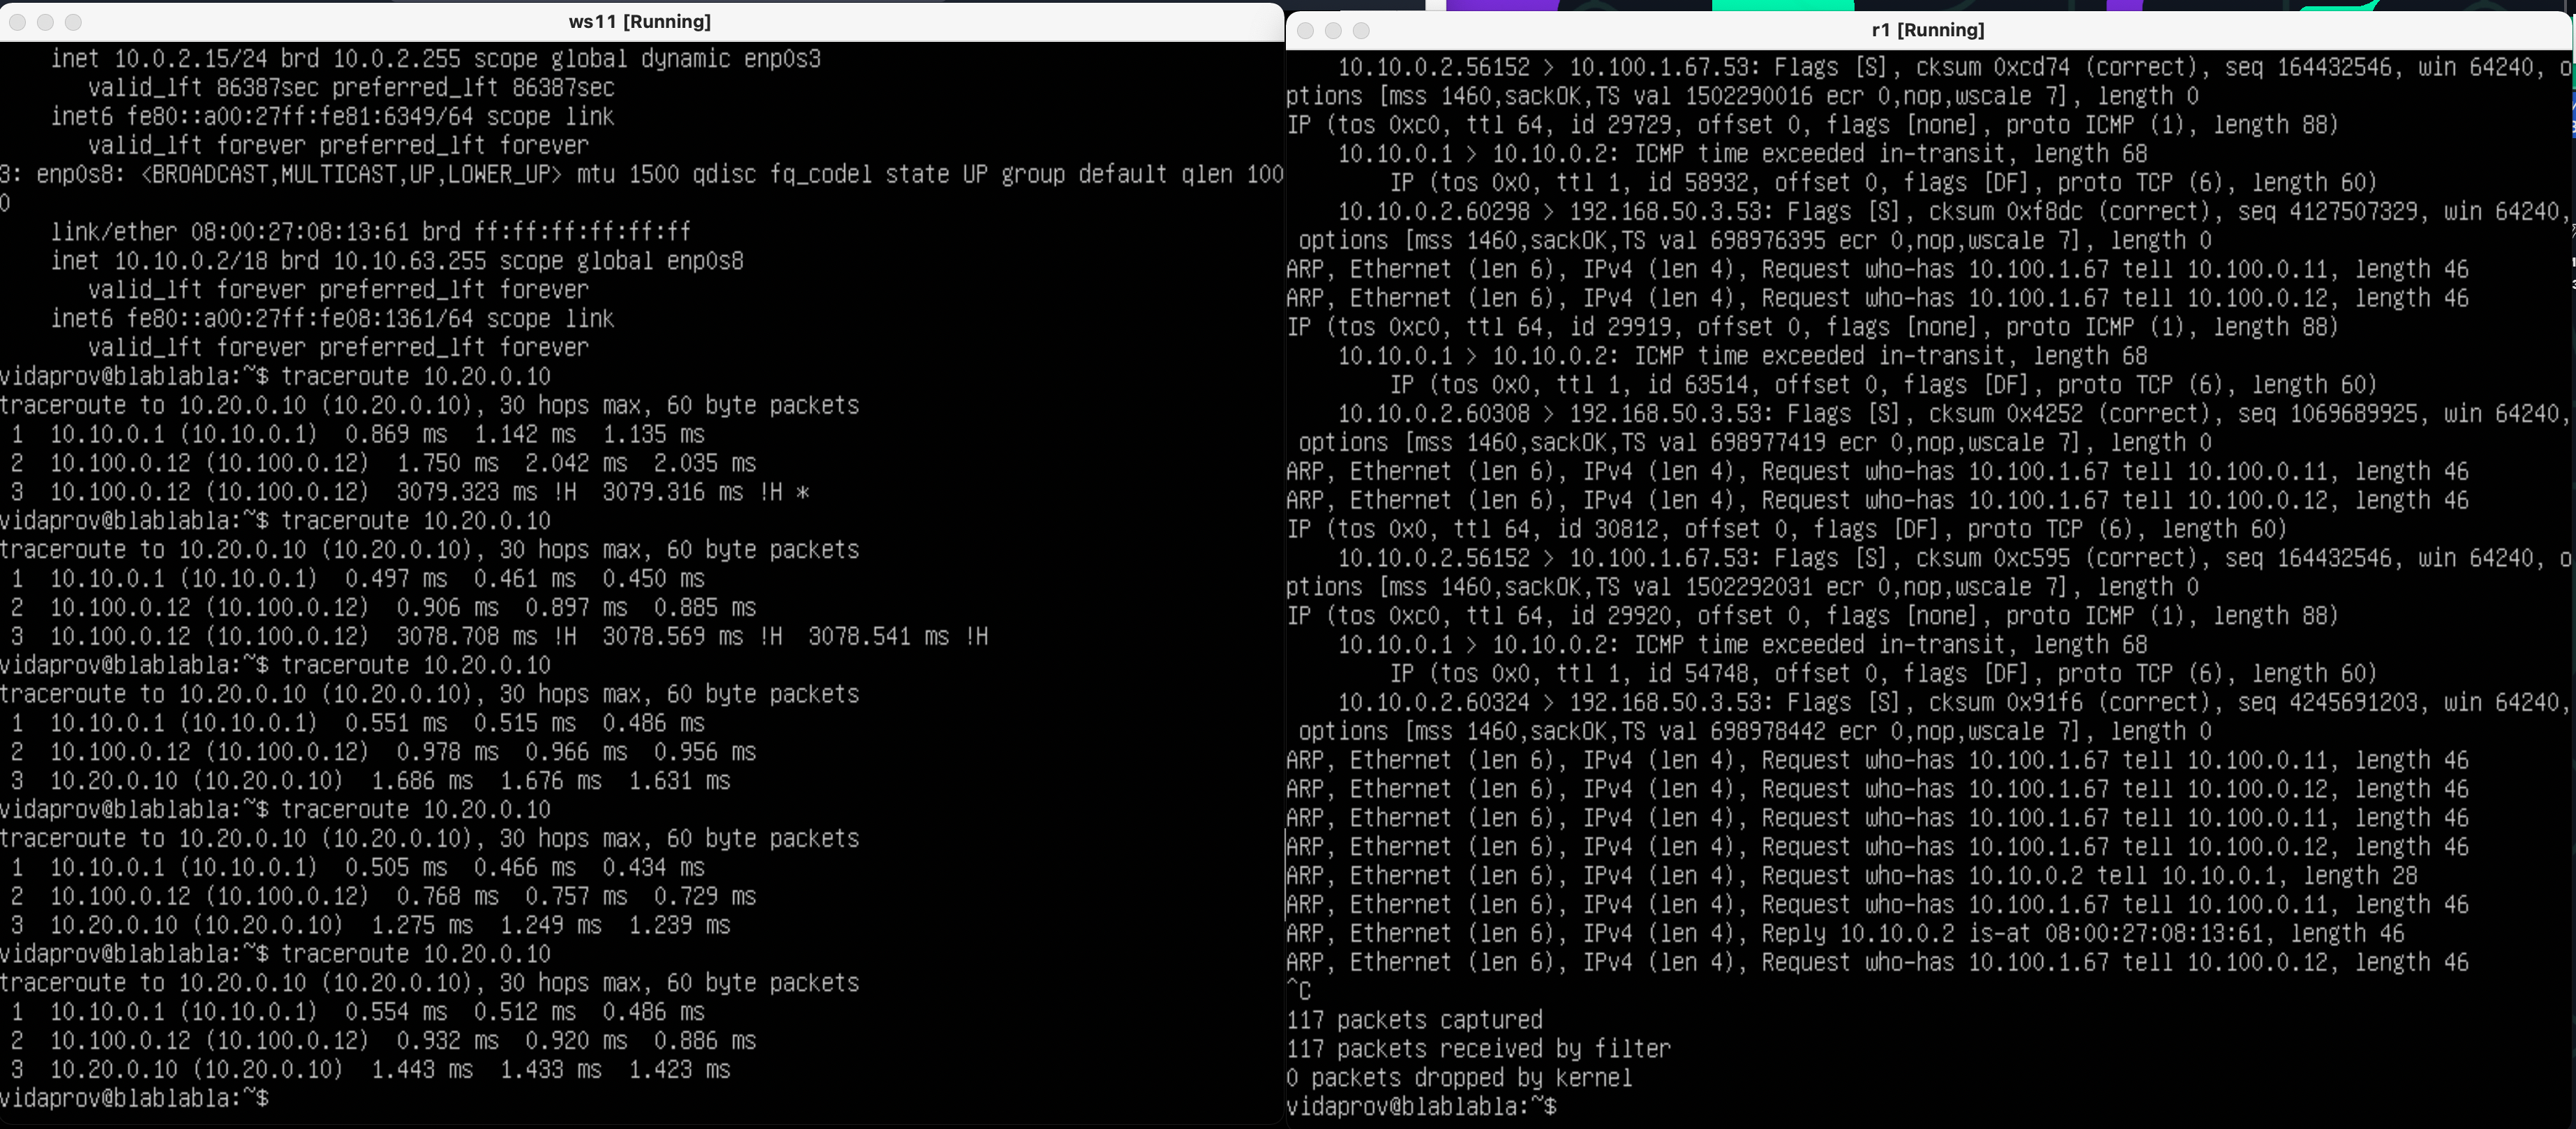 ws11 [Running]
inet 10.0.2.15/24 brd 10.0.2.255 scope global dynamic enp0s3
valid_lft 86387sec preferred_lft 86387sec
inet6 fe80::a00:27ff:fe81:6349/64 scope link
valid_lft forever preferred_lft forever
3: enp0s8: <BROADCAST,MULTICAST,UP,LOWER_UP> mtu 1500 qdisc fq_codel state UP group default qlen 100
0
link/ether 08:00:27:08:13:61 brd ff:ff:ff:ff:ff:ff
inet 10.10.0.2/18 brd 10.10.63.255 scope global enp0s8
valid_lft forever preferred_lft forever
inet6 fe80::a00:27ff:fe08:1361/64 scope link
valid_lft forever preferred_lft forever
vidaprov@blablabla:~$ traceroute 10.20.0.10
traceroute to 10.20.0.10 (10.20.0.10), 30 hops max, 60 byte packets
1 10.10.0.1 (10.10.0.1) 0.869 ms 1.142 ms 1.135 ms
2 10.100.0.12 (10.100.0.12) 1.750 ms 2.042 ms 2.035 ms
3 10.100.0.12 (10.100.0.12) 3079.323 ms !H 3079.316 ms !H *
vidaprov@blablabla:~$ traceroute 10.20.0.10
traceroute to 10.20.0.10 (10.20.0.10), 30 hops max, 60 byte packets
1 10.10.0.1 (10.10.0.1) 0.497 ms 0.461 ms 0.450 ms
2 10.100.0.12 (10.100.0.12) 0.906 ms 0.897 ms 0.885 ms
3 10.100.0.12 (10.100.0.12) 3078.708 ms !H 3078.569 ms !H 3078.541 ms !H
vidaprov@blablabla:~$ traceroute 10.20.0.10
traceroute to 10.20.0.10 (10.20.0.10), 30 hops max, 60 byte packets
1 10.10.0.1 (10.10.0.1) 0.551 ms 0.515 ms 0.486 ms
2 10.100.0.12 (10.100.0.12) 0.978 ms 0.966 ms 0.956 ms
3 10.20.0.10 (10.20.0.10) 1.686 ms 1.676 ms 1.631 ms
vidaprov@blablabla:~$ traceroute 10.20.0.10
traceroute to 10.20.0.10 (10.20.0.10), 30 hops max, 60 byte packets
1 10.10.0.1 (10.10.0.1) 0.505 ms 0.466 ms 0.434 ms
2 10.100.0.12 (10.100.0.12) 0.768 ms 0.757 ms 0.729 ms
3 10.20.0.10 (10.20.0.10) 1.275 ms 1.249 ms 1.239 ms
vidaprov@blablabla:~$ traceroute 10.20.0.10
traceroute to 10.20.0.10 (10.20.0.10), 30 hops max, 60 byte packets
1 10.10.0.1 (10.10.0.1) 0.554 ms 0.512 ms 0.486 ms
2 10.100.0.12 (10.100.0.12) 0.932 ms 0.920 ms 0.886 ms
3 10.20.0.10 (10.20.0.10) 1.443 ms 1.433 ms 1.423 ms
vidaprov@blablabla:~$
r1 [Running]
10.10.0.2.56152 > 10.100.1.67.53: Flags [S], cksum 0xcd74 (correct), seq 164432546, win 64240, o
ptions [mss 1460,sackOK,TS val 1502290016 ecr 0,nop,wscale 7], length 0
IP (tos 0xc0, ttl 64, id 29729, offset 0, flags [none], proto ICMP (1), length 88)
10.10.0.1 > 10.10.0.2: ICMP time exceeded in-transit, length 68
IP (tos 0x0, ttl 1, id 58932, offset 0, flags [DF], proto TCP (6), length 60)
10.10.0.2.60298 > 192.168.50.3.53: Flags [S], cksum 0xf8dc (correct), seq 4127507329, win 64240,
options [mss 1460,sackOK,TS val 698976395 ecr 0,nop,wscale 7], length 0
ARP, Ethernet (len 6), IPv4 (len 4), Request who-has 10.100.1.67 tell 10.100.0.11, length 46
ARP, Ethernet (len 6), IPv4 (len 4), Request who-has 10.100.1.67 tell 10.100.0.12, length 46
IP (tos 0xc0, ttl 64, id 29919, offset 0, flags [none], proto ICMP (1), length 88)
10.10.0.1 > 10.10.0.2: ICMP time exceeded in-transit, length 68
IP (tos 0x0, ttl 1, id 63514, offset 0, flags [DF], proto TCP (6), length 60)
10.10.0.2.60308 > 192.168.50.3.53: Flags [S], cksum 0x4252 (correct), seq 1069689925, win 64240,
options [mss 1460,sackOK,TS val 698977419 ecr 0,nop,wscale 7], length 0
ARP, Ethernet (len 6), IPv4 (len 4), Request who-has 10.100.1.67 tell 10.100.0.11, length 46
ARP, Ethernet (len 6), IPv4 (len 4), Request who-has 10.100.1.67 tell 10.100.0.12, length 46
IP (tos 0x0, ttl 64, id 30812, offset 0, flags [DF], proto TCP (6), length 60)
10.10.0.2.56152 > 10.100.1.67.53: Flags [S], cksum 0xc595 (correct), seq 164432546, win 64240, o
ptions [mss 1460,sackOK,TS val 1502292031 ecr 0,nop,wscale 7], length 0
IP (tos 0xc0, ttl 64, id 29920, offset 0, flags [none], proto ICMP (1), length 88)
10.10.0.1 > 10.10.0.2: ICMP time exceeded in-transit, length 68
IP (tos 0x0, ttl 1, id 54748, offset 0, flags [DF], proto TCP (6), length 60)
10.10.0.2.60324 > 192.168.50.3.53: Flags [S], cksum 0x91f6 (correct), seq 4245691203, win 64240,
options [mss 1460,sackOK,TS val 698978442 ecr 0,nop,wscale 7], length 0
ARP, Ethernet (len 6), IPv4 (len 4), Request who-has 10.100.1.67 tell 10.100.0.11, length 46
ARP, Ethernet (len 6), IPv4 (len 4), Request who-has 10.100.1.67 tell 10.100.0.12, length 46
ARP, Ethernet (len 6), IPv4 (len 4), Request who-has 10.100.1.67 tell 10.100.0.11, length 46
ARP, Ethernet (len 6), IPv4 (len 4), Request who-has 10.100.1.67 tell 10.100.0.12, length 46
ARP, Ethernet (len 6), IPv4 (len 4), Request who-has 10.10.0.2 tell 10.10.0.1, length 28
ARP, Ethernet (len 6), IPv4 (len 4), Request who-has 10.100.1.67 tell 10.100.0.11, length 46
ARP, Ethernet (len 6), IPv4 (len 4), Reply 10.10.0.2 is-at 08:00:27:08:13:61, length 46
ARP, Ethernet (len 6), IPv4 (len 4), Request who-has 10.100.1.67 tell 10.100.0.12, length 46
^C
117 packets captured
117 packets received by filter
0 packets dropped by kernel
vidaprov@blablabla:~$